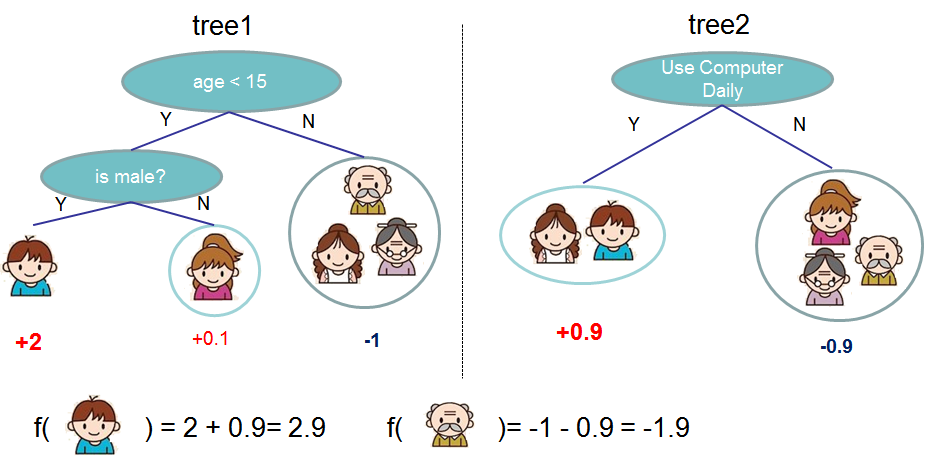 tree1
tree2
age < 15
Use Computer
Daily
Y
N
Y
N
is male?
Y
N
+2
+0.1
-1
+0.9
-0.9
f( ) = 2 + 0.9= 2.9
f( )= -1 - 0.9 = -1.9